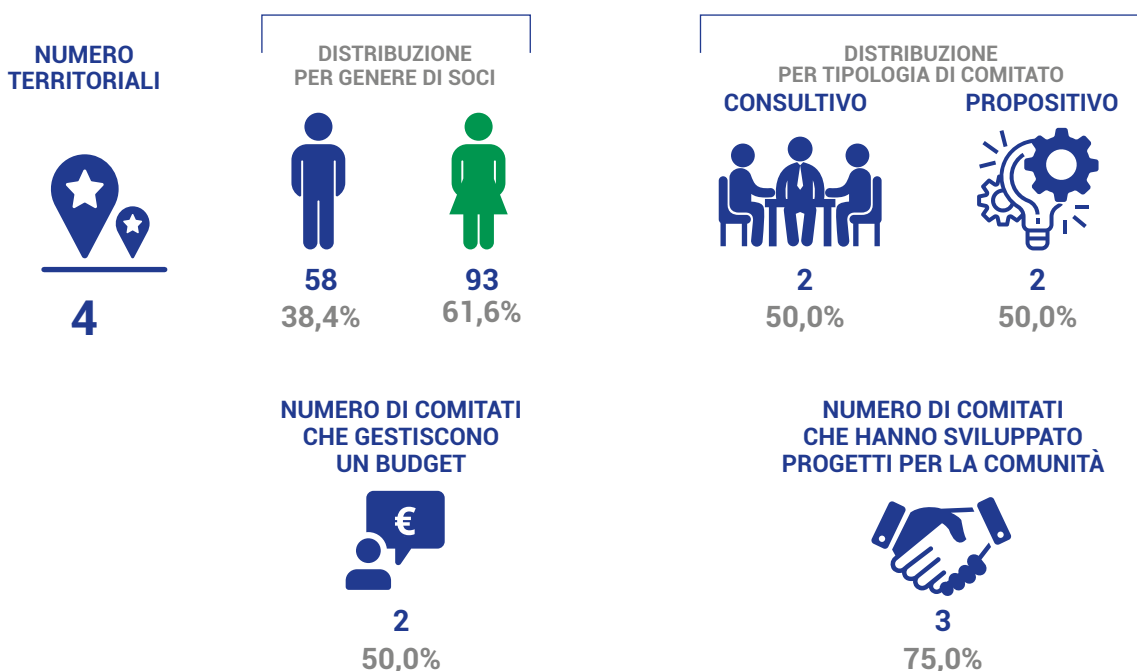 NUMERO
TERRITORIALI
4
DISTRIBUZIONE
PER GENERE DI SOCI
58
38,4%
93
61,6%
DISTRIBUZIONE
PER TIPOLOGIA DI COMITATO
CONSULTIVO
2
50,0%
PROPOSITIVO
2
50,0%
NUMERO DI COMITATI
CHE GESTISCONO
UN BUDGET
€
2
50,0%
NUMERO DI COMITATI
CHE HANNO SVILUPPATO
PROGETTI PER LA COMUNITÀ
3
75,0%